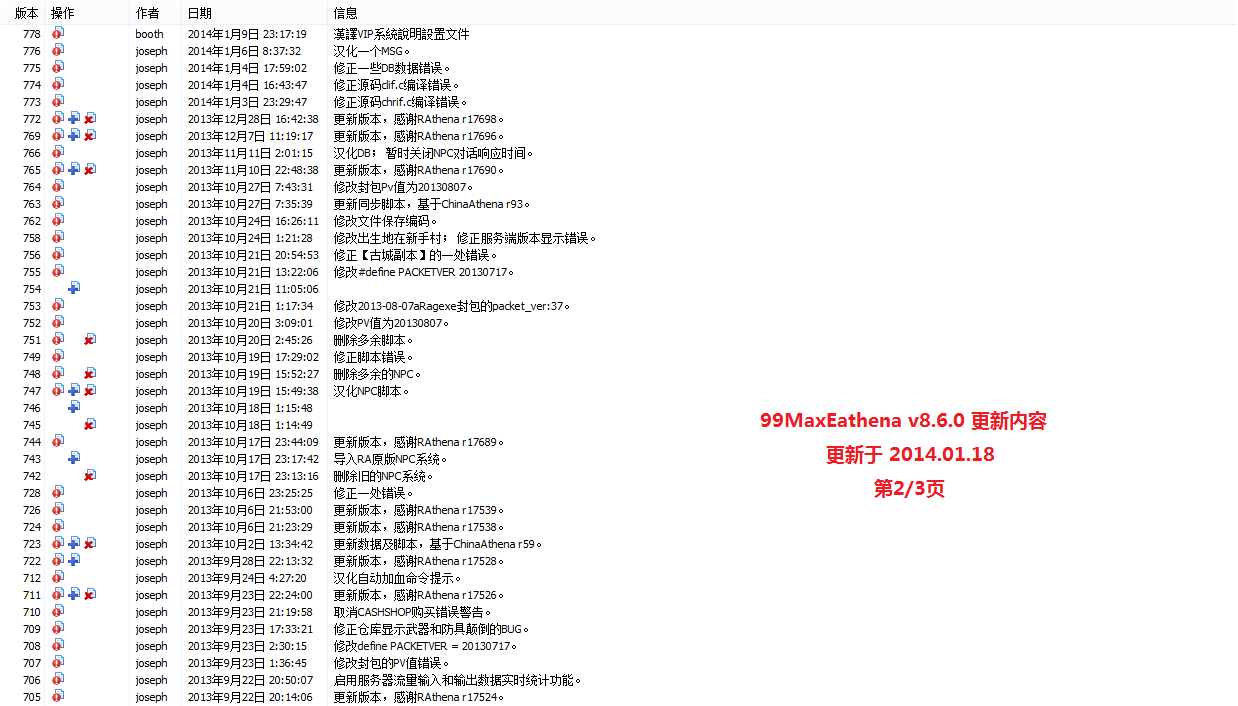 版本 操作 作者 日期 信息
778 booth 2014年1月9日 23:17:19 漢譯VIP系統說明設置文件
776 joseph 2014年1月6日 8:37:32 汉化一个MSG。
775 joseph 2014年1月4日 17:59:02 修正一些DB数据错误。
774 joseph 2014年1月4日 16:43:47 修正源码clif.c编译错误。
773 joseph 2014年1月3日 23:29:47 修正源码chrif.c编译错误。
772 joseph 2013年12月28日 16:42:38 更新版本，感谢RAthena r17698。
769 joseph 2013年12月7日 11:19:17 更新版本，感谢RAthena r17696。
766 joseph 2013年11月11日 2:01:15 汉化DB； 暂时关闭NPC对话响应时间。
765 joseph 2013年11月10日 22:48:38 更新版本，感谢RAthena r17690。
764 joseph 2013年10月27日 7:43:31 修改封包Pv值为20130807。
763 joseph 2013年10月27日 7:35:39 更新同步脚本，基于ChinaAthena r93。
762 joseph 2013年10月24日 16:26:11 修改文件保存编码。
758 joseph 2013年10月24日 1:21:28 修改出生地在新手村； 修正服务端版本显示错误。
756 joseph 2013年10月21日 20:54:53 修正【古城副本】的一处错误。
755 joseph 2013年10月21日 13:22:06 修改#define PACKETVER 20130717。
754 joseph 2013年10月21日 11:05:06
753 joseph 2013年10月21日 1:17:34 修改2013-08-07aRagexe封包的packet_ver:37。
752 joseph 2013年10月20日 3:09:01 修改PV值为20130807。
751 joseph 2013年10月20日 2:45:26 删除多余脚本。
749 joseph 2013年10月19日 17:29:02 修正脚本错误。
748 joseph 2013年10月19日 15:52:27 删除多余的NPC。
747 joseph 2013年10月19日 15:49:38 汉化NPC脚本。
746 joseph 2013年10月18日 1:15:48
745 joseph 2013年10月18日 1:14:49
744 joseph 2013年10月17日 23:44:09 更新版本，感谢RAthena r17689。
743 joseph 2013年10月17日 23:17:42 导入RA原版NPC系统。
742 joseph 2013年10月17日 23:13:16 删除旧的NPC系统。
728 joseph 2013年10月6日 23:25:25 修正一处错误。
726 joseph 2013年10月6日 21:53:00 更新版本，感谢RAthena r17539。
724 joseph 2013年10月6日 21:23:29 更新版本，感谢RAthena r17538。
723 joseph 2013年10月2日 13:34:42 更新数据及脚本，基于ChinaAthena r59。
722 joseph 2013年9月28日 22:13:32 更新版本，感谢RAthena r17528。
712 joseph 2013年9月24日 4:27:20 汉化自动加血命令提示。
711 joseph 2013年9月23日 22:24:00 更新版本，感谢RAthena r17526。
710 joseph 2013年9月23日 21:19:58 取消CASHSHOP购买错误警告。
709 joseph 2013年9月23日 17:33:21 修正仓库显示武器和防具颠倒的BUG。
708 joseph 2013年9月23日 2:30:15 修改define PACKETVER = 20130717。
707 joseph 2013年9月23日 1:36:45 修改封包的PV值错误。
706 joseph 2013年9月22日 20:50:07 启用服务器流量输入和输出数据实时统计功能。
705 joseph 2013年9月22日 20:14:06 更新版本，感谢RAthena r17524。
99MaxEathena v8.6.0 更新内容
更新于 2014.01.18
第2/3页